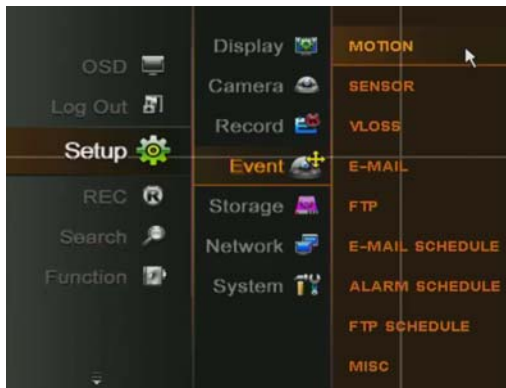 OSD
Log Out
Setup
REC
Search
Function
Display
Camera
Record
Event
Storage
Network
System
MOTION
SENSOR
VLOSS
E-MAIL
FTP
E-MAIL SCHEDULE
ALARM SCHEDULE
FTP SCHEDULE
MISC